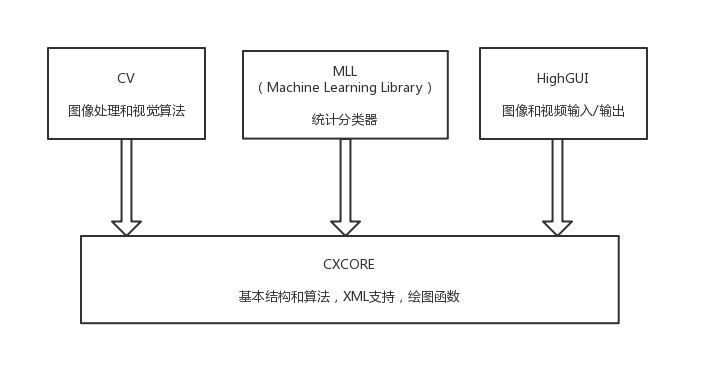 CV
图像处理和视觉算法
MLL
（Machine Learning Library）
统计分类器
HighGUI
图像和视频输入/输出
CXCORE
基本结构和算法，XML支持，绘图函数